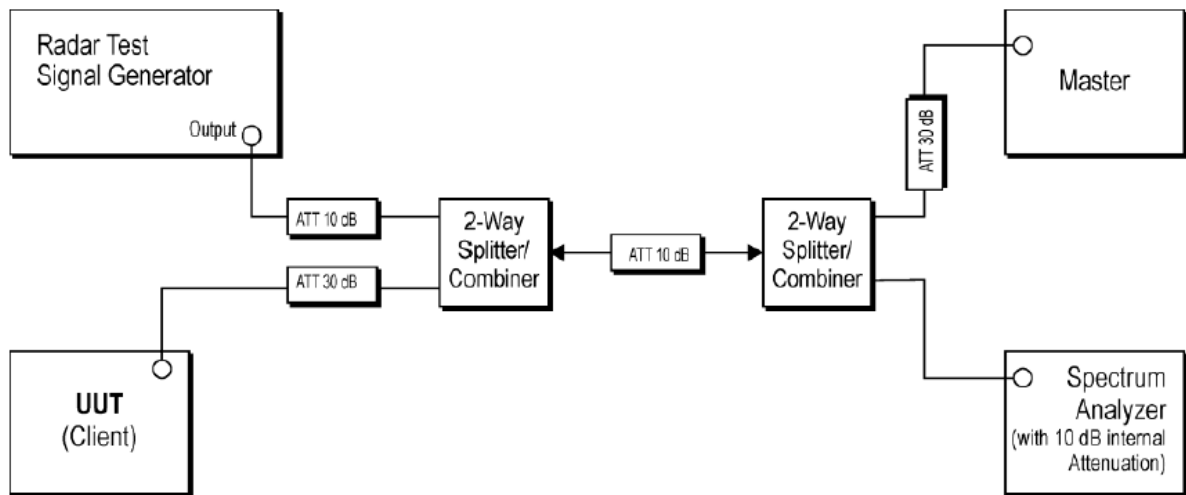 Radar Test
Signal Generator
Output
ATT 10 dB
ATT 30 dB
2-Way
Splitter/
Combiner
ATT 10 dB
2-Way
Splitter/
Combiner
ATT 30 dB
Master
UUT
(Client)
Spectrum
Analyzer
(with 10 dB internal
Attenuation)